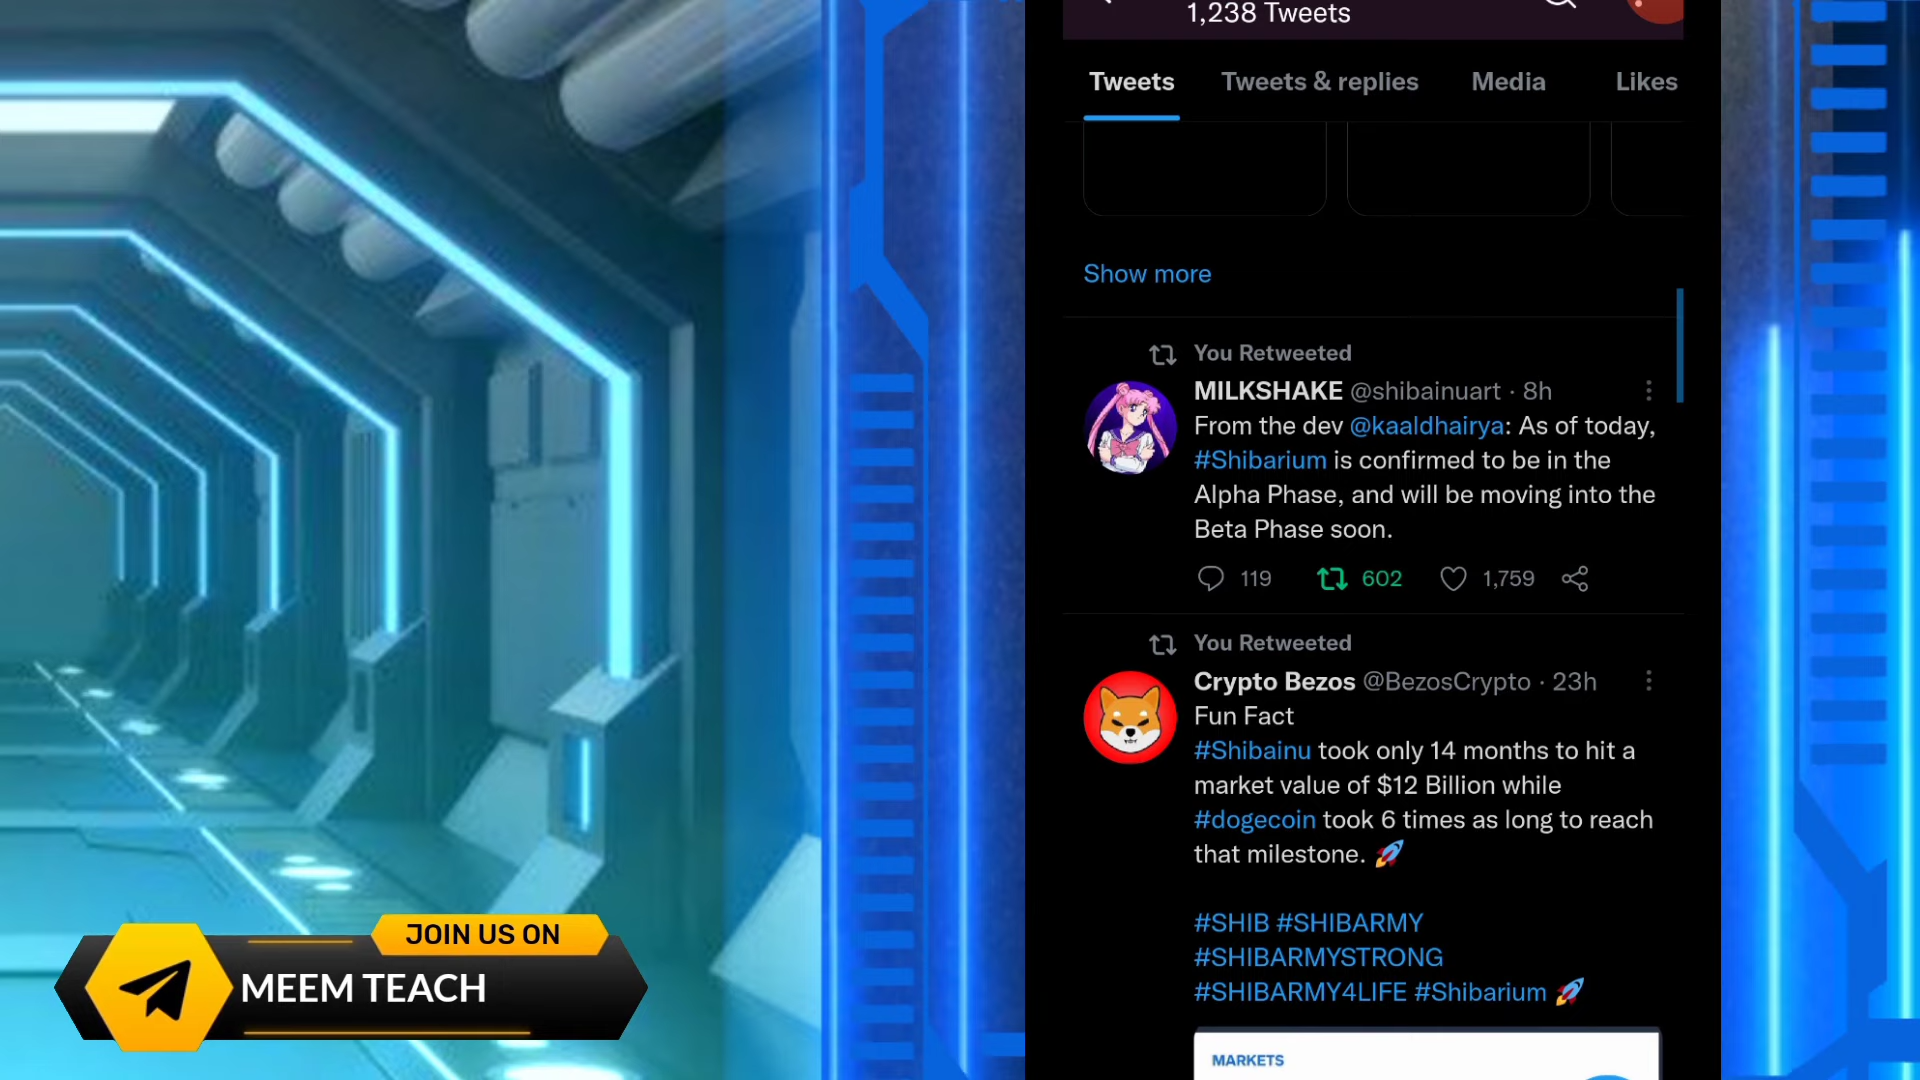 1,238 Tweets
Tweets Tweets & replies Media Likes
Show more
You Retweeted
MILKSHAKE @shibainuart · 8h
From the dev @kaaldhairya: As of today,
#Shibarium is confirmed to be in the
Alpha Phase, and will be moving into the
Beta Phase soon.
119 602 1,759
You Retweeted
Crypto Bezos @BezosCrypto · 23h
Fun Fact
#Shibainu took only 14 months to hit a
market value of $12 Billion while
#dogecoin took 6 times as long to reach
that milestone. 🚀
#SHIB #SHIBARMY
#SHIBARMYSTRONG
#SHIBARMY4LIFE #Shibarium 🚀
MARKETS
JOIN US ON
MEEM TEACH